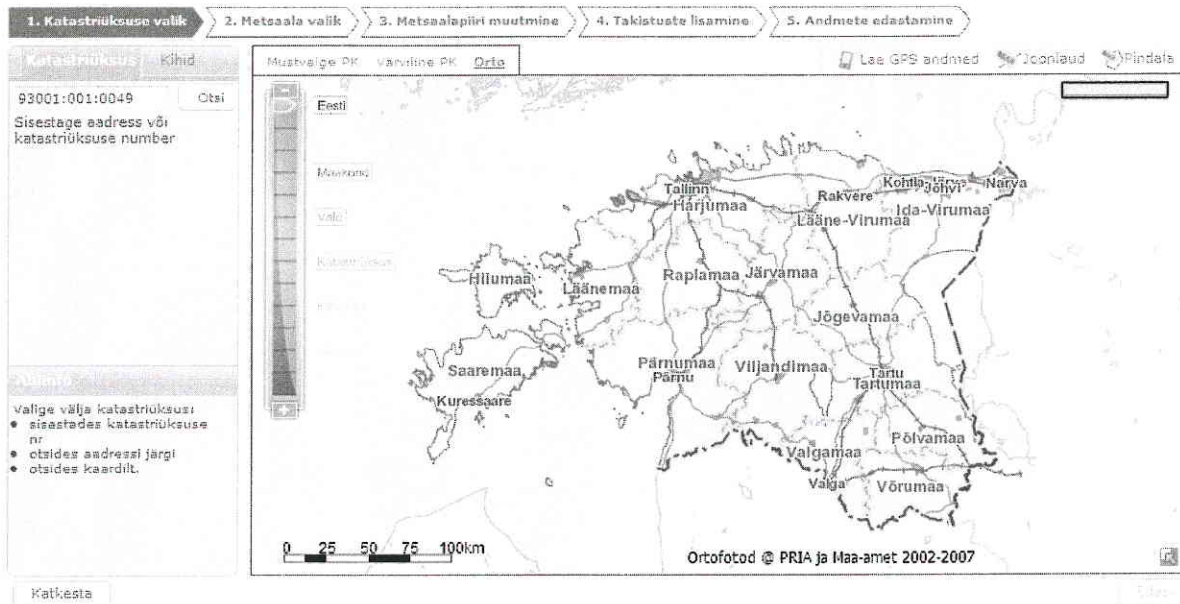 1. Katastriüksuse valik
2. Metsaala valik
3. Metsaalapiiri muutmine
4. Takistuste lisamine
5. Andmete edastamine
Katastriüksus
Kihid
93001:001:0049
Otsi
Sisestage aadress või
katastriüksuse number
Mustvalge PK Värviline PK Orto
Lae GPS andmed
Joonlaud
Pindala
Eesti
Maakond
Vald
Katastriüksus
Tallinn
Harjumaa
Rakvere
Kohtla-Järve
Jõhvi
Narva
Lääne-Virumaa
Ida-Virumaa
Hiiumaa
Läänemaa
Raplamaa
Järvamaa
Jõgevamaa
Saaremaa
Kuressaare
Pärnumaa
Pärnu
Viljandimaa
Tartu
Tartumaa
Põlvamaa
Valgamaa
Valga
Võrumaa
Valige välja katastriüksus:
• sisestades katastriüksuse
nr
• otsides aadressi järgi
• otsides kaardilt.
0 25 50 75 100km
Ortofotod @ PRIA ja Maa-amet 2002-2007
Katkesta